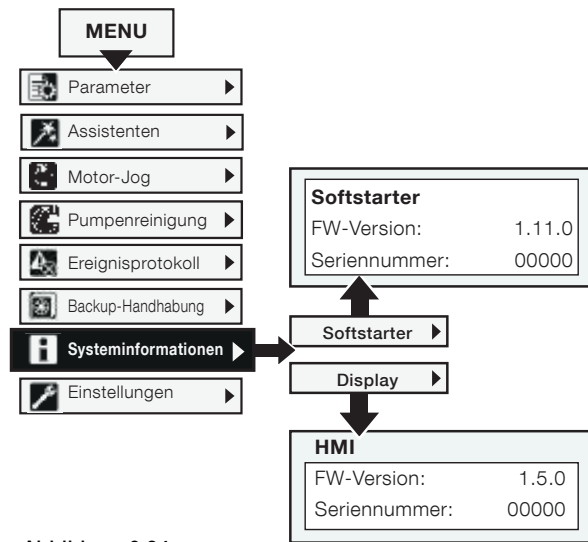 MENU
Parameter
Assistenten
Motor-Jog
Pumpenreinigung
Ereignisprotokoll
Backup-Handhabung
Systeminformationen
Einstellungen
Softstarter
FW-Version: 1.11.0
Seriennummer: 00000
Softstarter
Display
HMI
FW-Version: 1.5.0
Seriennummer: 00000